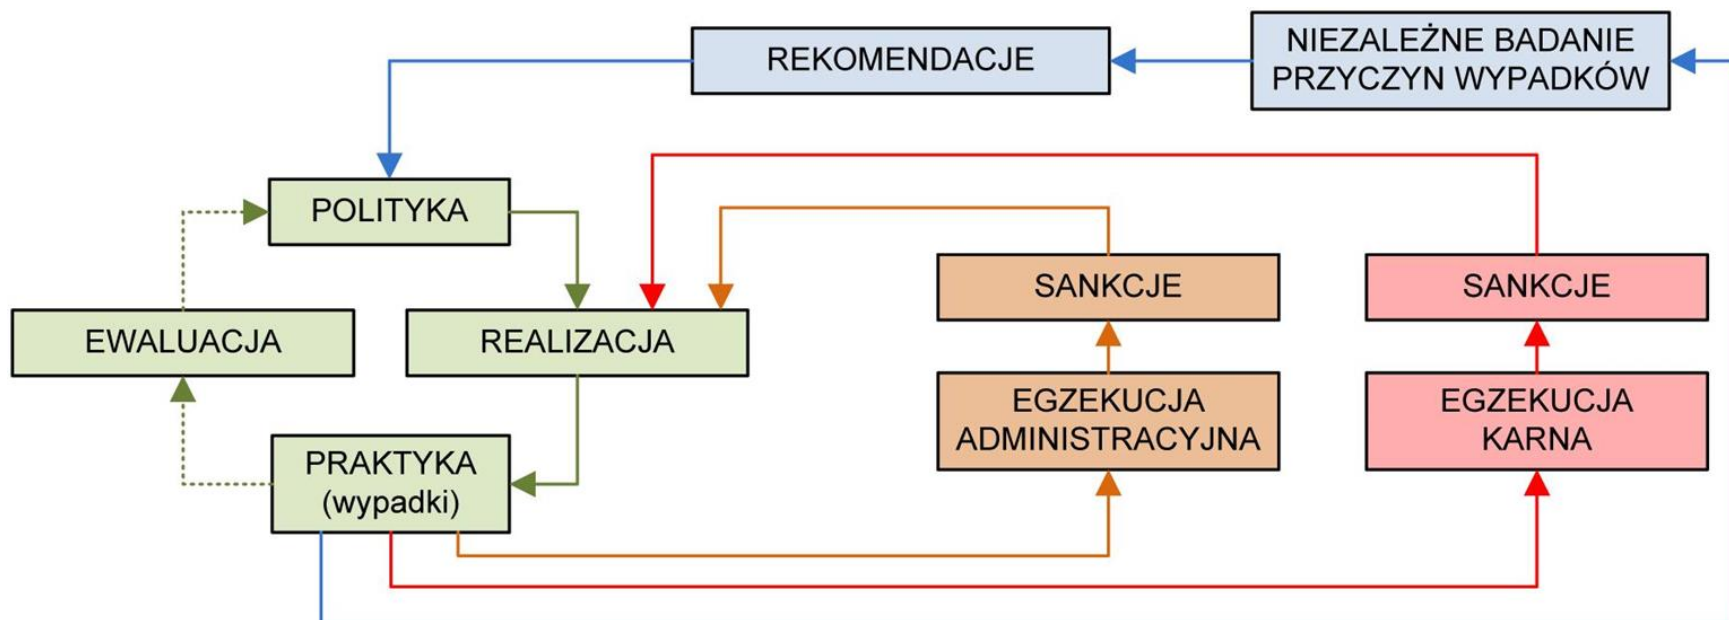 REKOMENDACJE
NIEZALEŻNE BADANIE
PRZYCZYN WYPADKÓW
POLITYKA
EWALUACJA
REALIZACJA
PRAKTYKA
(wypadki)
SANKCJE
EGZEKUCJA
ADMINISTRACYJNA
SANKCJE
EGZEKUCJA
KARNA